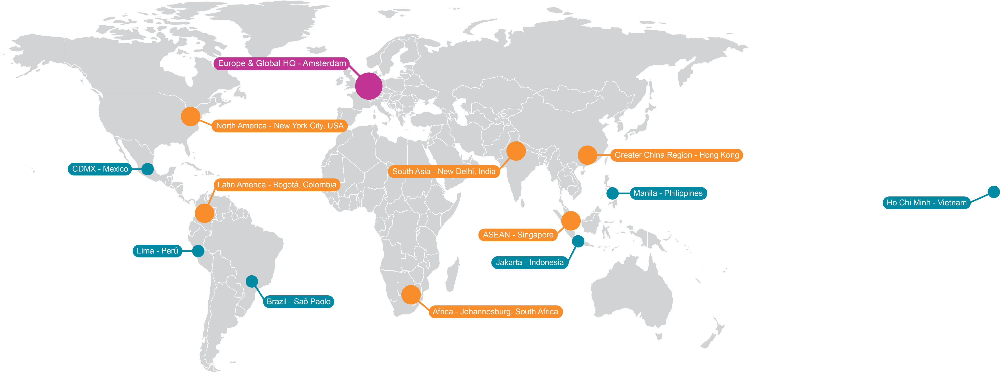 Europe & Global HQ - Amsterdam
North America - New York City, USA
Greater China Region - Hong Kong
CDMX - Mexico
South Asia - New Delhi, India
Latin America - Bogotá, Colombia
Manila - Philippines
Ho Chi Minh - Vietnam
ASEAN - Singapore
Lima - Perú
Jakarta - Indonesia
Brazil - Saõ Paolo
Africa - Johannesburg, South Africa